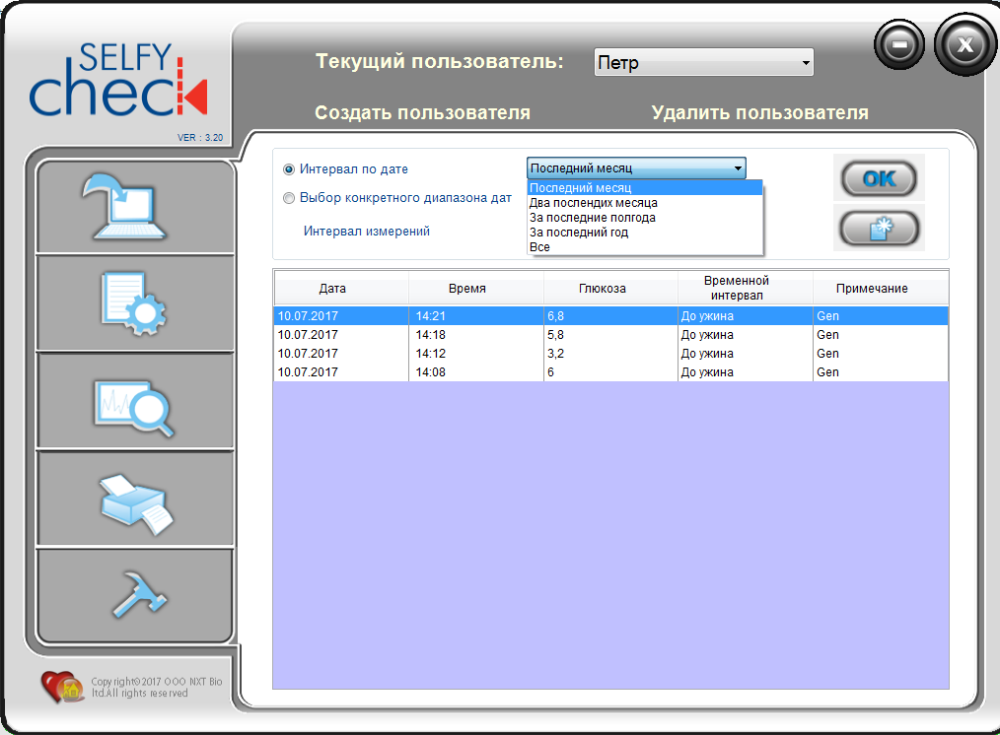 SELFY
check
VER : 3.20
Текущий пользователь:
Петр
Создать пользователя
Удалить пользователя
Интервал по дате
Последний месяц
Выбор конкретного диапазона дат
Интервал измерений
Последний месяц
Два послендих месяца
За последние полгода
За последний год
Все
OK
Дата Время Глюкоза Временной интервал Примечание
10.07.2017 14:21 6,8 До ужина Gen
10.07.2017 14:18 5,8 До ужина Gen
10.07.2017 14:12 3,2 До ужина Gen
10.07.2017 14:08 6 До ужина Gen
Copyright©2017 ООО NXT Bio
ltd.All rights reserved